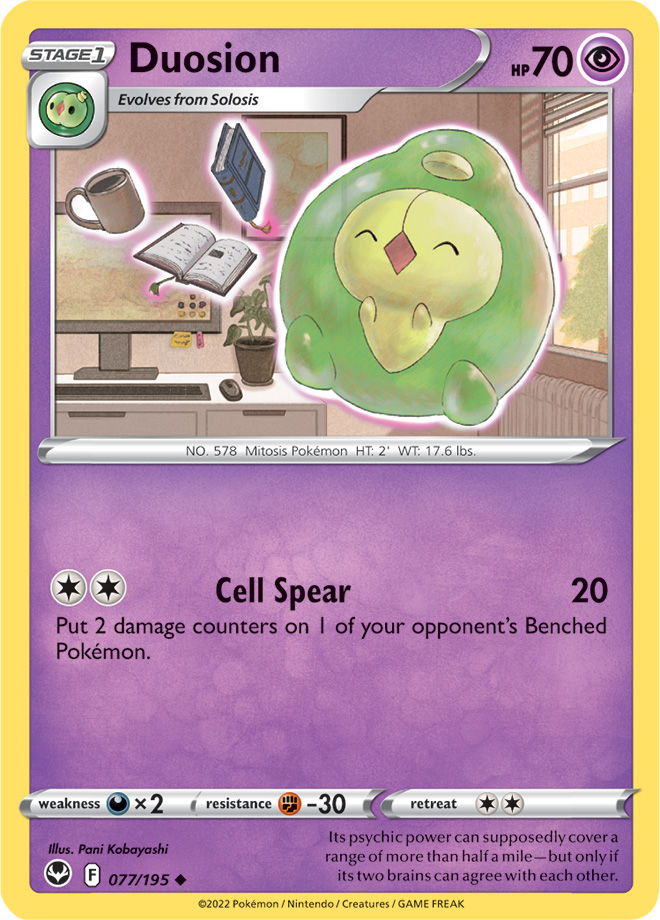 STAGE1
Duosion
HP70
Evolves from Solosis
NO. 578 Mitosis Pokémon HT: 2' WT: 17.6 lbs.
Cell Spear 20
Put 2 damage counters on 1 of your opponent's Benched
Pokémon.
weakness ×2 resistance -30 retreat
Illus. Pani Kobayashi
F 077/195
Its psychic power can supposedly cover a
range of more than half a mile—but only if
its two brains can agree with each other.
©2022 Pokémon / Nintendo / Creatures / GAME FREAK